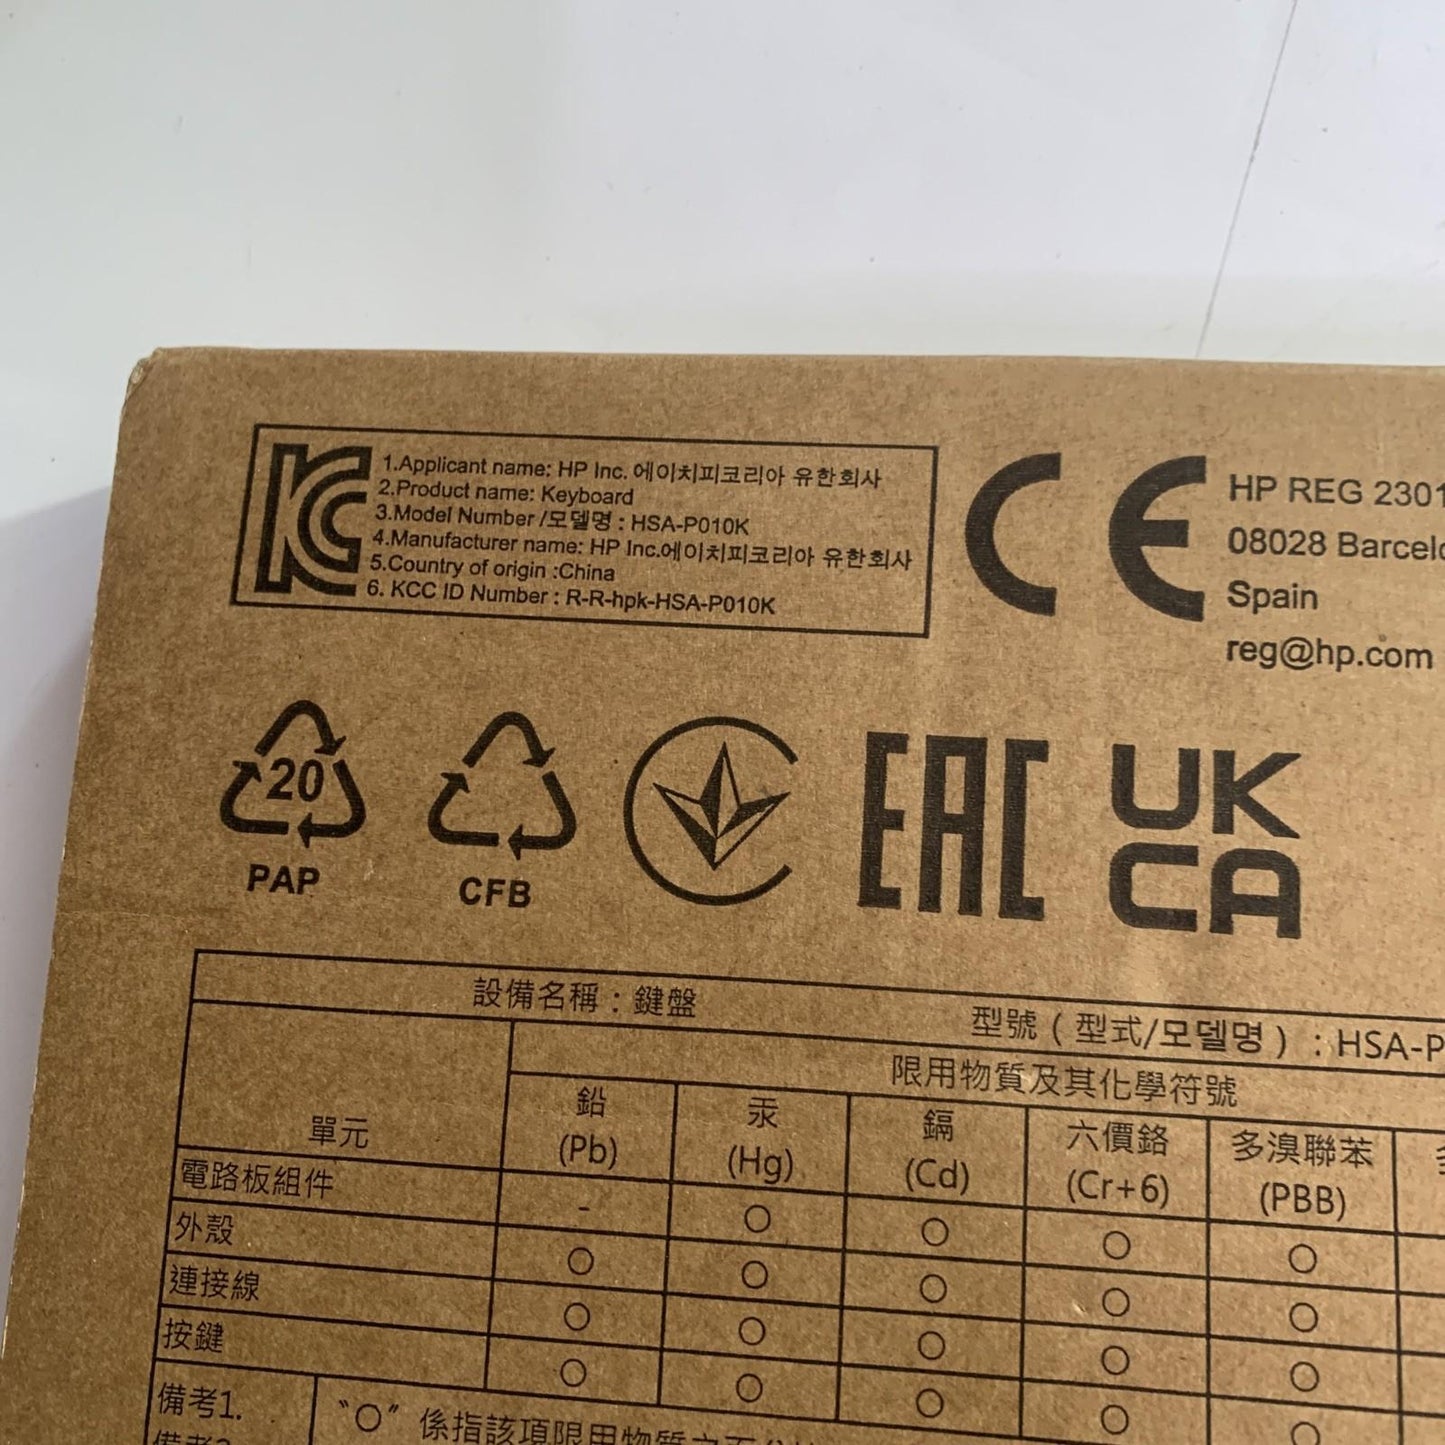 1.Applicant name: HP Inc. 에이치피코리아 유한회사
2.Product name: Keyboard
3.Model Number /모델명 : HSA-P010K
4.Manufacturer name: HP Inc.에이치피코리아 유한회사
5.Country of origin :China
6. KCC ID Number : R-R-hpk-HSA-P010K
CE
HP REG 2301
08028 Barcelo
Spain
reg@hp.com
20
PAP
CFB
EAC
UK
CA
設備名稱：鍵盤
型號（型式/모델명）：HSA-P
限用物質及其化學符號
單元
鉛
(Pb)
汞
(Hg)
鎘
(Cd)
六價鉻
(Cr+6)
多溴聯苯
(PBB)
電路板組件 - O O O O
外殼 O O O O O
連接線 O O O O O
按鍵 O O O O O
備考1. "O" 係指該項限用物質之百分